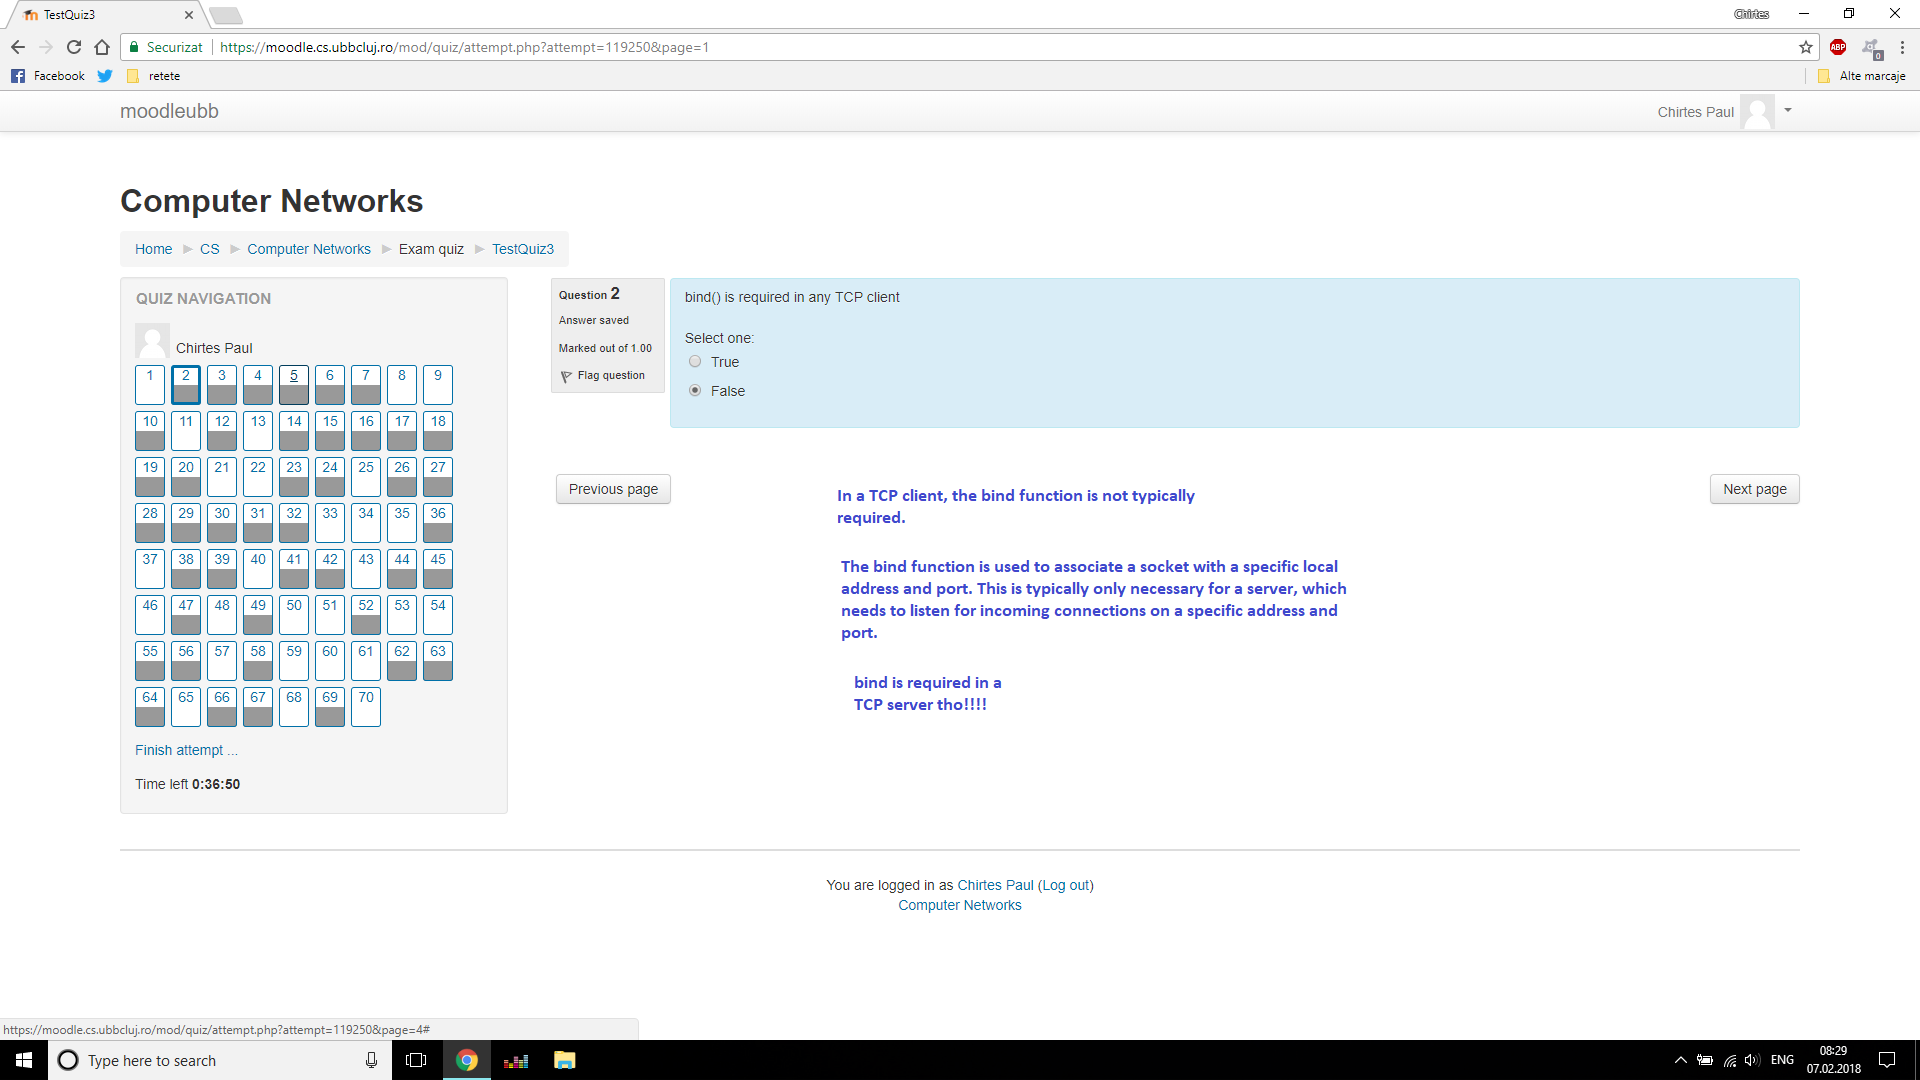 TestQuiz3
Chirtes
Securizat
https://moodle.cs.ubbcluj.ro/mod/quiz/attempt.php?attempt=119250&page=1
ABP
0
Facebook
retete
Alte marcaje
moodleubb
Chirtes Paul
Computer Networks
Home ► CS ► Computer Networks ► Exam quiz ► TestQuiz3
QUIZ NAVIGATION
Chirtes Paul
1 2 3 4 5 6 7 8 9
10 11 12 13 14 15 16 17 18
19 20 21 22 23 24 25 26 27
28 29 30 31 32 33 34 35 36
37 38 39 40 41 42 43 44 45
46 47 48 49 50 51 52 53 54
55 56 57 58 59 60 61 62 63
64 65 66 67 68 69 70
Finish attempt ...
Time left 0:36:50
Question 2
Answer saved
Marked out of 1.00
Flag question
bind() is required in any TCP client
Select one:
True
False
Previous page
Next page
In a TCP client, the bind function is not typically
required.
The bind function is used to associate a socket with a specific local
address and port. This is typically only necessary for a server, which
needs to listen for incoming connections on a specific address and
port.
bind is required in a
TCP server tho!!!!
You are logged in as Chirtes Paul (Log out)
Computer Networks
https://moodle.cs.ubbcluj.ro/mod/quiz/attempt.php?attempt=119250&page=4#
Type here to search
ENG
08:29
07.02.2018